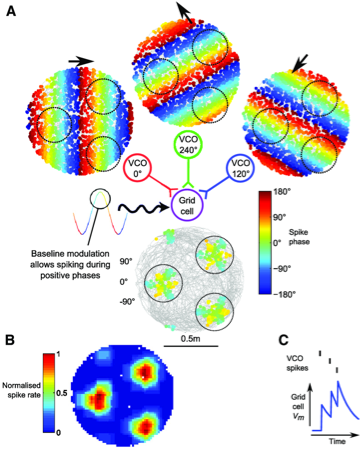 A
VCO
240°
VCO
0°
VCO
120°
Grid
cell
Baseline modulation
allows spiking during
positive phases
90°
0°
-90°
180°
90°
0°
-90°
-180°
Spike
phase
0.5m
B
Normalised
spike rate
1
0.5
0
C
VCO
spikes
Grid
cell
Vm
Time